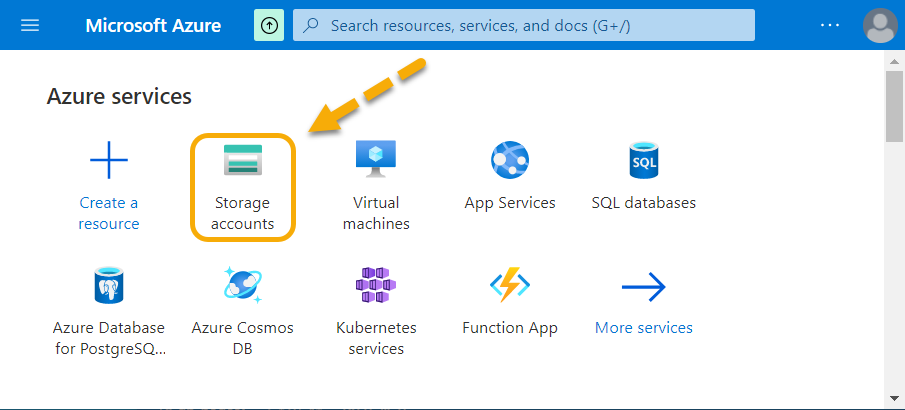 Microsoft Azure
Search resources, services, and docs (G+/)
Azure services
Create a
resource
Storage
accounts
Virtual
machines
App Services
SQL
SQL databases
Azure Database
for PostgreSQ...
Azure Cosmos
DB
Kubernetes
services
Function App
More services